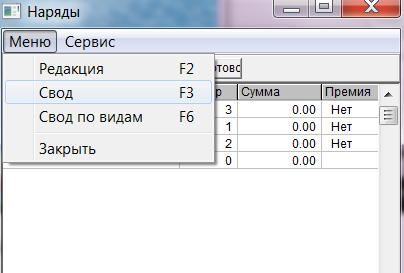 Наряды
Меню Сервис
Редакция F2
Свод F3
Свод по видам F6
Закрыть
Сумма Премия
3 0.00 Нет
1 0.00 Нет
2 0.00 Нет
0 0.00